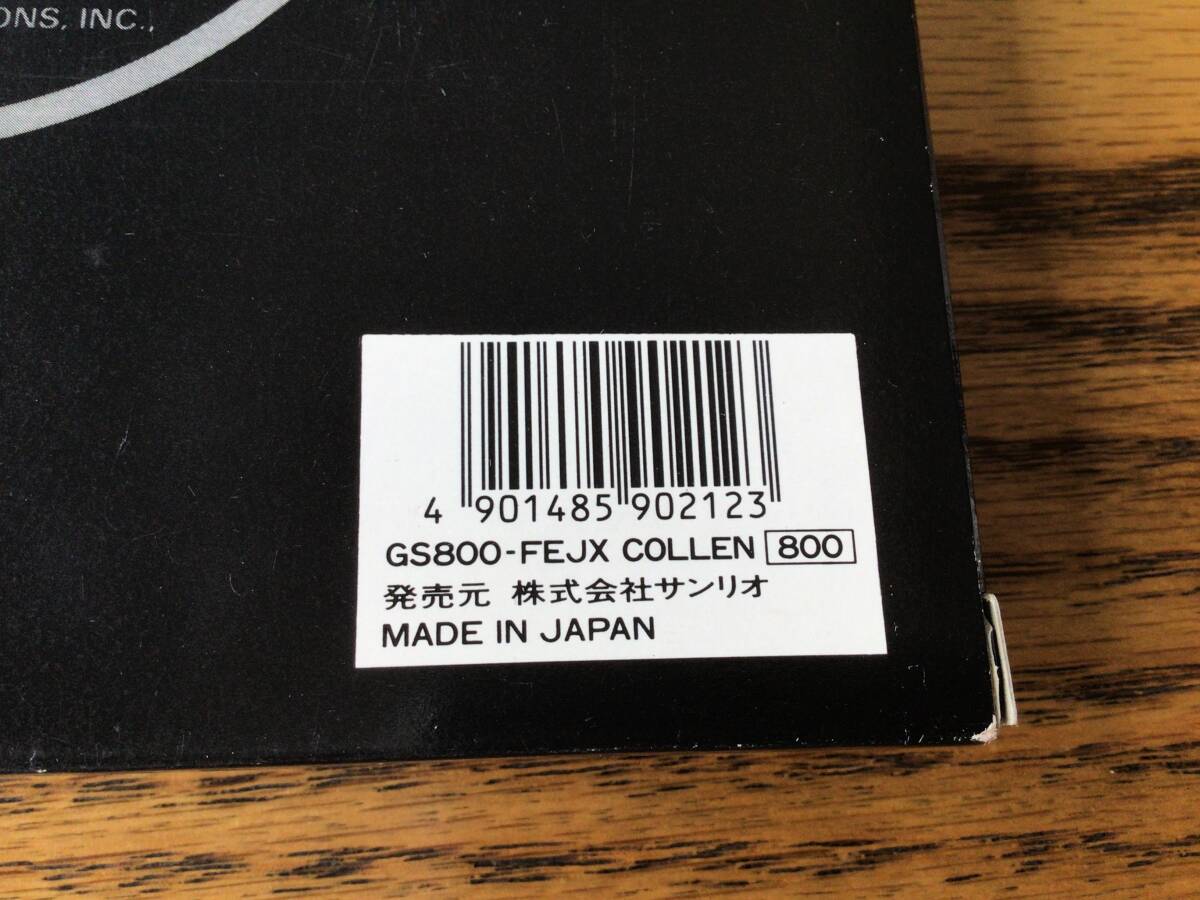 ONS, INC.,
4 901485 902123
GS800-FEJX COLLEN 800
発売元 株式会社サンリオ
MADE IN JAPAN